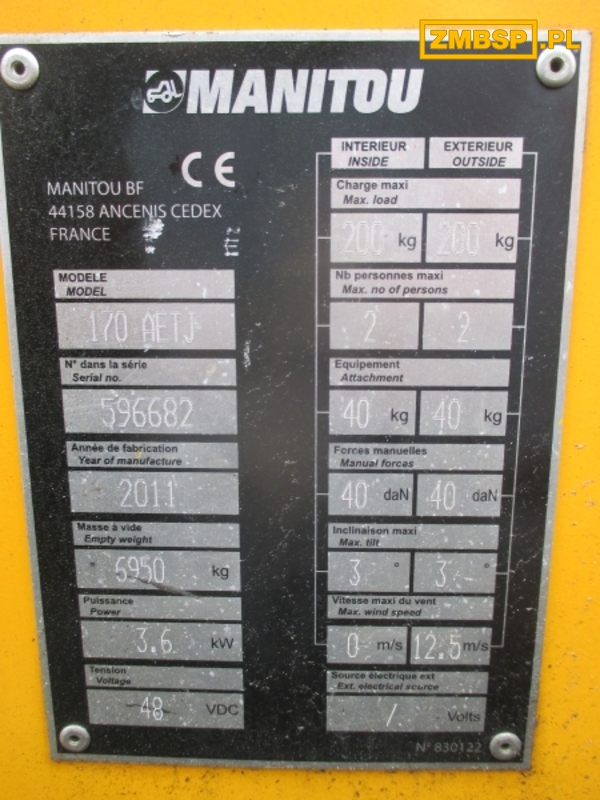 ZMBSP.PL
MANITOU
CE
MANITOU BF
44158 ANCENIS CEDEX
FRANCE
MODELE
MODEL
170 AETJ
N° dans la série
Serial no.
596682
Année de fabrication
Year of manufacture
2011
Masse à vide
Empty weight
6950 kg
Puissance
Power
3.6 kW
Tension
Voltage
48 VDC
INTERIEUR EXTERIEUR
INSIDE OUTSIDE
Charge maxi
Max. load
200 kg 200 kg
Nb personnes maxi
Max. no of persons
2 2
Equipement
Attachment
40 kg 40 kg
Forces manuelles
Manual forces
40 daN 40 daN
Inclinaison maxi
Max. tilt
3 ° 3 °
Vitesse maxi du vent
Max. wind speed
0 m/s 12.5 m/s
Source électrique ext
Ext. electrical source
/ Volts
N° 830122